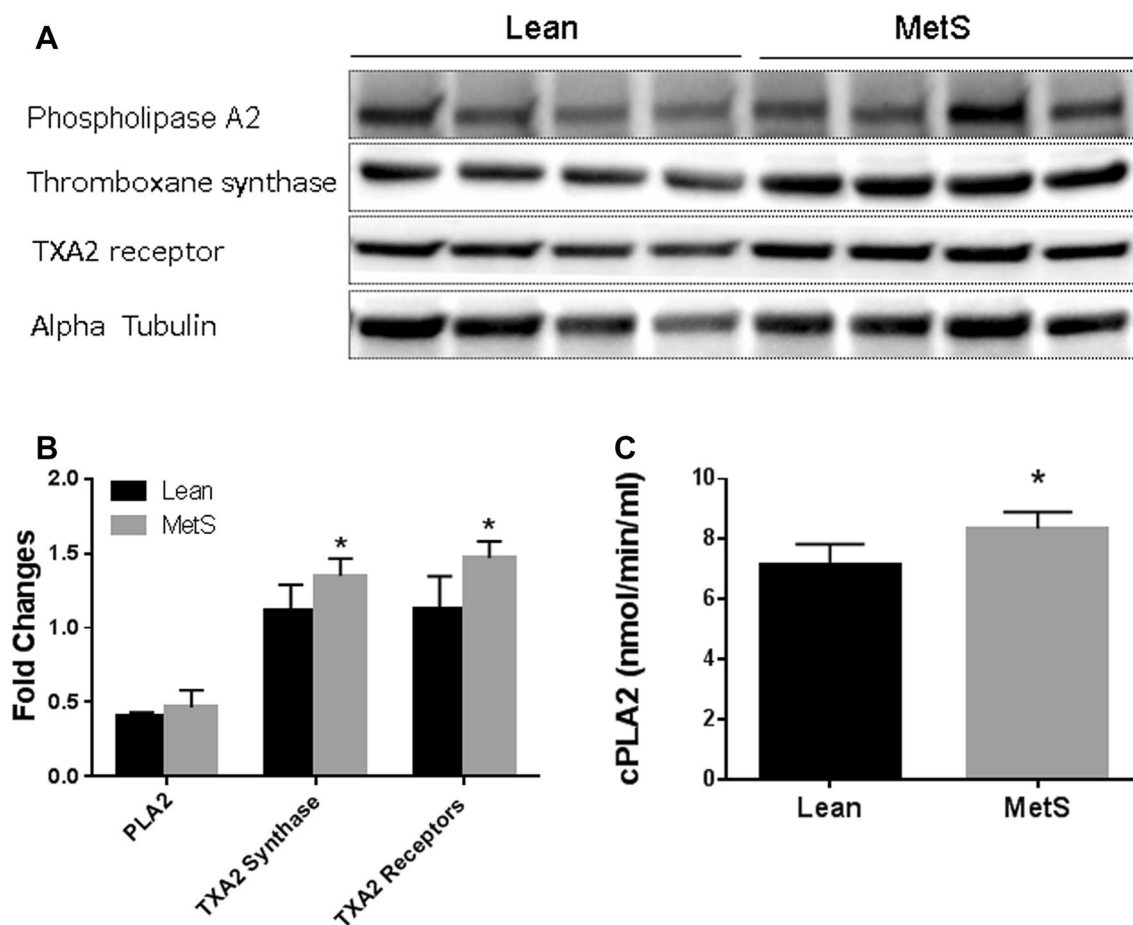 A
Lean MetS
Phospholipase A2
Thromboxane synthase
TXA2 receptor
Alpha Tubulin
B
Fold Changes
2.0
1.5
1.0
0.5
0.0
Lean
MetS
*
*
PLA2
TXA2 Synthase
TXA2 Receptors
C
cPLA2 (nmol/min/ml)
10
8
6
4
2
0
*
Lean MetS